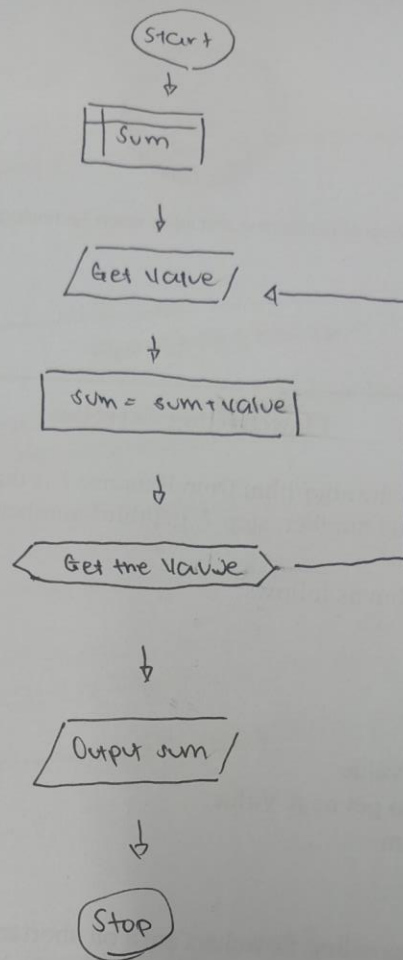 Start
Sum
Get value
sum = sum + value
Get the Value
Output sum
Stop